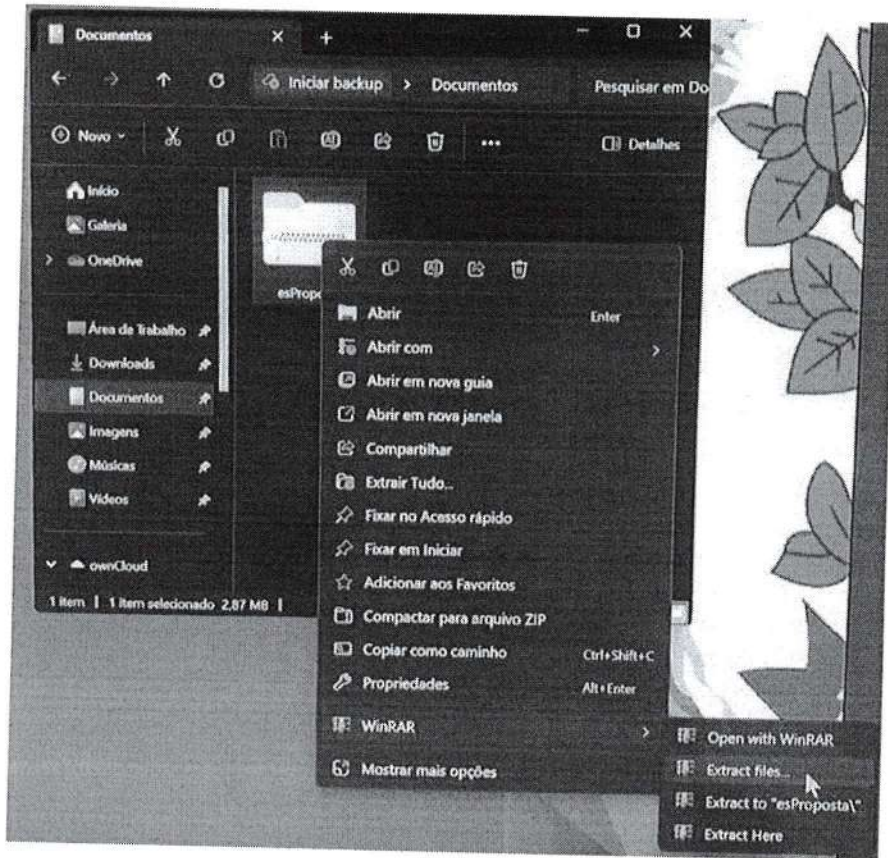 Documentos
Iniciar backup > Documentos
Pesquisar em Do
Novo
Detalhes
Início
Galeria
OneDrive
Área de Trabalho
Downloads
Documentos
Imagens
Músicas
Vídeos
ownCloud
1 item | 1 item selecionado 2,87 MB |
esPropo
Abrir Enter
Abrir com
Abrir em nova guia
Abrir em nova janela
Compartilhar
Extrair Tudo...
Fixar no Acesso rápido
Fixar em Iniciar
Adicionar aos Favoritos
Compactar para arquivo ZIP
Copiar como caminho Ctrl+Shift+C
Propriedades Alt+Enter
WinRAR
Mostrar mais opções
Open with WinRAR
Extract files...
Extract to "esProposta\"
Extract Here